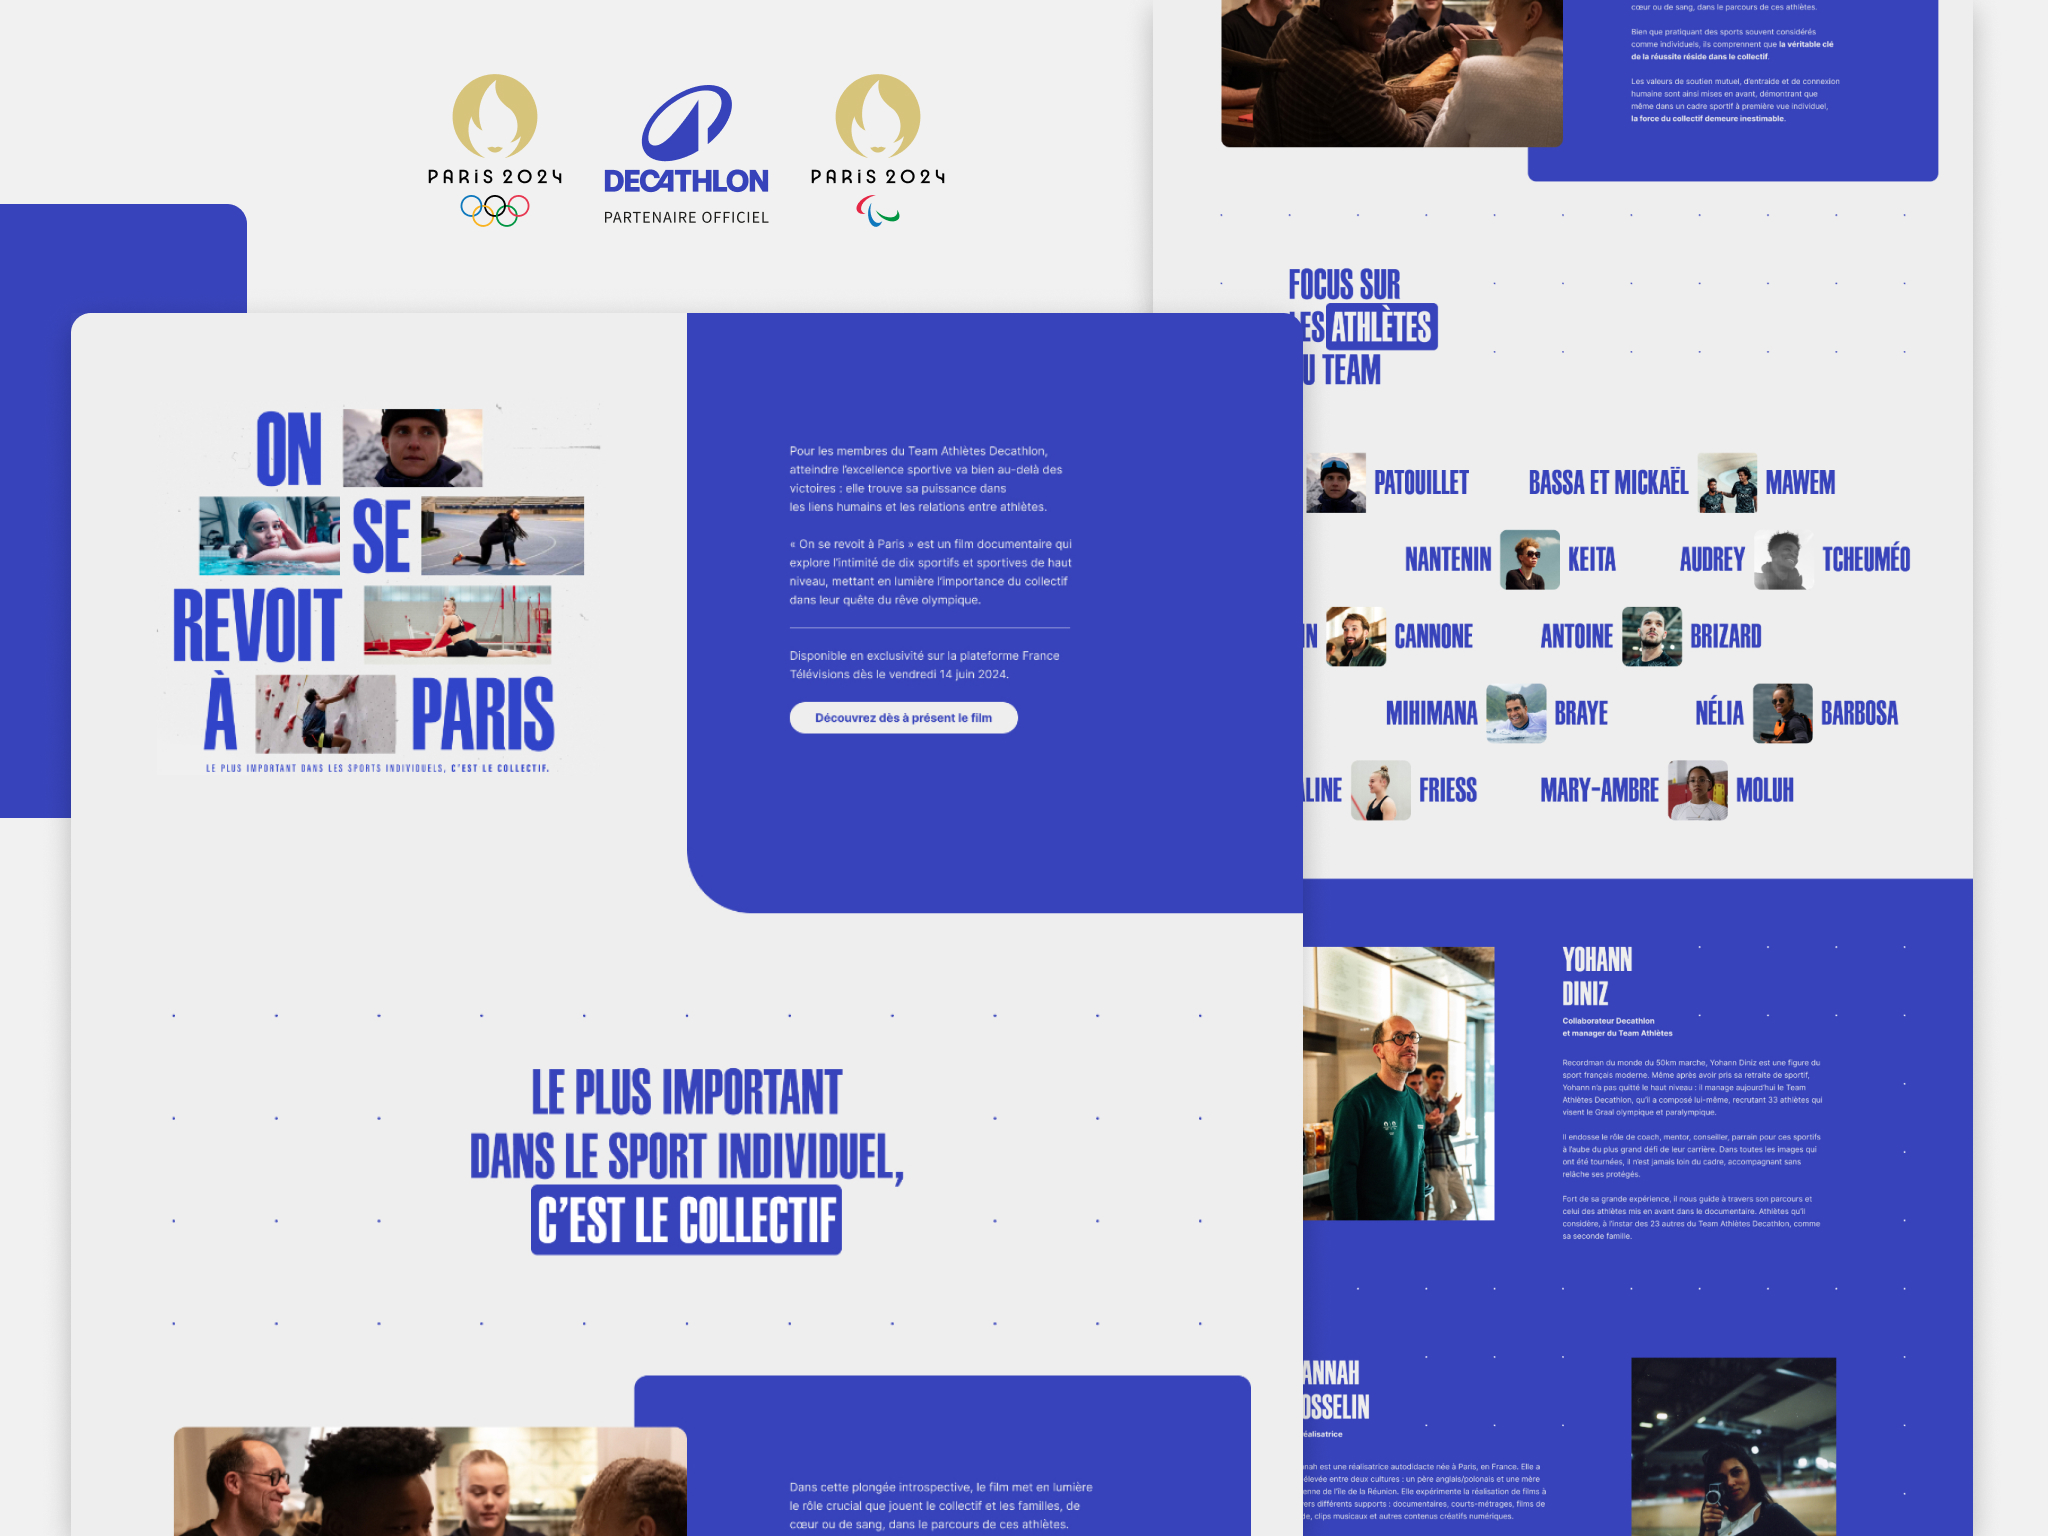 PARIS 2024
DECATHLON
PARTENAIRE OFFICIEL
PARIS 2024
ON
SE
REVOIT
À PARIS
LE PLUS IMPORTANT DANS LES SPORTS INDIVIDUELS, C'EST LE COLLECTIF.
Pour les membres du Team Athlètes Decathlon,
atteindre l'excellence sportive va bien au-delà des
victoires : elle trouve sa puissance dans
les liens humains et les relations entre athlètes.
« On se revoit à Paris » est un film documentaire qui
explore l'intimité de dix sportifs et sportives de haut
niveau, mettant en lumière l'importance du collectif
dans leur quête du rêve olympique.
Disponible en exclusivité sur la plateforme France
Télévisions dès le vendredi 14 juin 2024.
Découvrez dès à présent le film
LE PLUS IMPORTANT
DANS LE SPORT INDIVIDUEL,
C'EST LE COLLECTIF
Dans cette plongée introspective, le film met en lumière
le rôle crucial que jouent le collectif et les familles, de
cœur ou de sang, dans le parcours de ces athlètes.
cœur ou de sang, dans le parcours de ces athlètes.
Bien que pratiquant des sports souvent considérés
comme individuels, ils comprennent que la véritable clé
de la réussite réside dans le collectif.
Les valeurs de soutien mutuel, d'entraide et de connexion
humaine sont ainsi mises en avant, démontrant que
même dans un cadre sportif à première vue individuel,
la force du collectif demeure inestimable.
FOCUS SUR
ES ATHLÈTES
U TEAM
PATOUILLET
BASSA ET MICKAËL MAWEM
NANTENIN KEITA
AUDREY TCHEUMÉO
IN CANNONE
ANTOINE BRIZARD
MIHIMANA BRAYE
NÉLIA BARBOSA
LINE FRIESS
MARY-AMBRE MOLUH
YOHANN
DINIZ
Collaborateur Decathlon
et manager du Team Athlètes
Recordman du monde du 50km marche, Yohann Diniz est une figure du
sport français moderne. Même après avoir pris sa retraite de sportif,
Yohann n'a pas quitté le haut niveau : il manage aujourd'hui le Team
Athlètes Decathlon, qu'il a composé lui-même, recrutant 33 athlètes qui
visent le Graal olympique et paralympique.
Il endosse le rôle de coach, mentor, conseiller, parrain pour ces sportifs
à l'aube du plus grand défi de leur carrière. Dans toutes les images qui
ont été tournées, il n'est jamais loin du cadre, accompagnant sans
relâche ses protégés.
Fort de sa grande expérience, il nous guide à travers son parcours et
celui des athlètes mis en avant dans le documentaire. Athlètes qu'il
considère, à l'instar des 23 autres du Team Athlètes Decathlon, comme
sa seconde famille.
ANNAH
OSSELIN
éalisatrice
nnah est une réalisatrice autodidacte née à Paris, en France. Elle a
élevée entre deux cultures : un père anglais/polonais et une mère
enne de l'île de la Réunion. Elle expérimente la réalisation de films à
vers différents supports : documentaires, courts-métrages, films de
de, clips musicaux et autres contenus créatifs numériques.